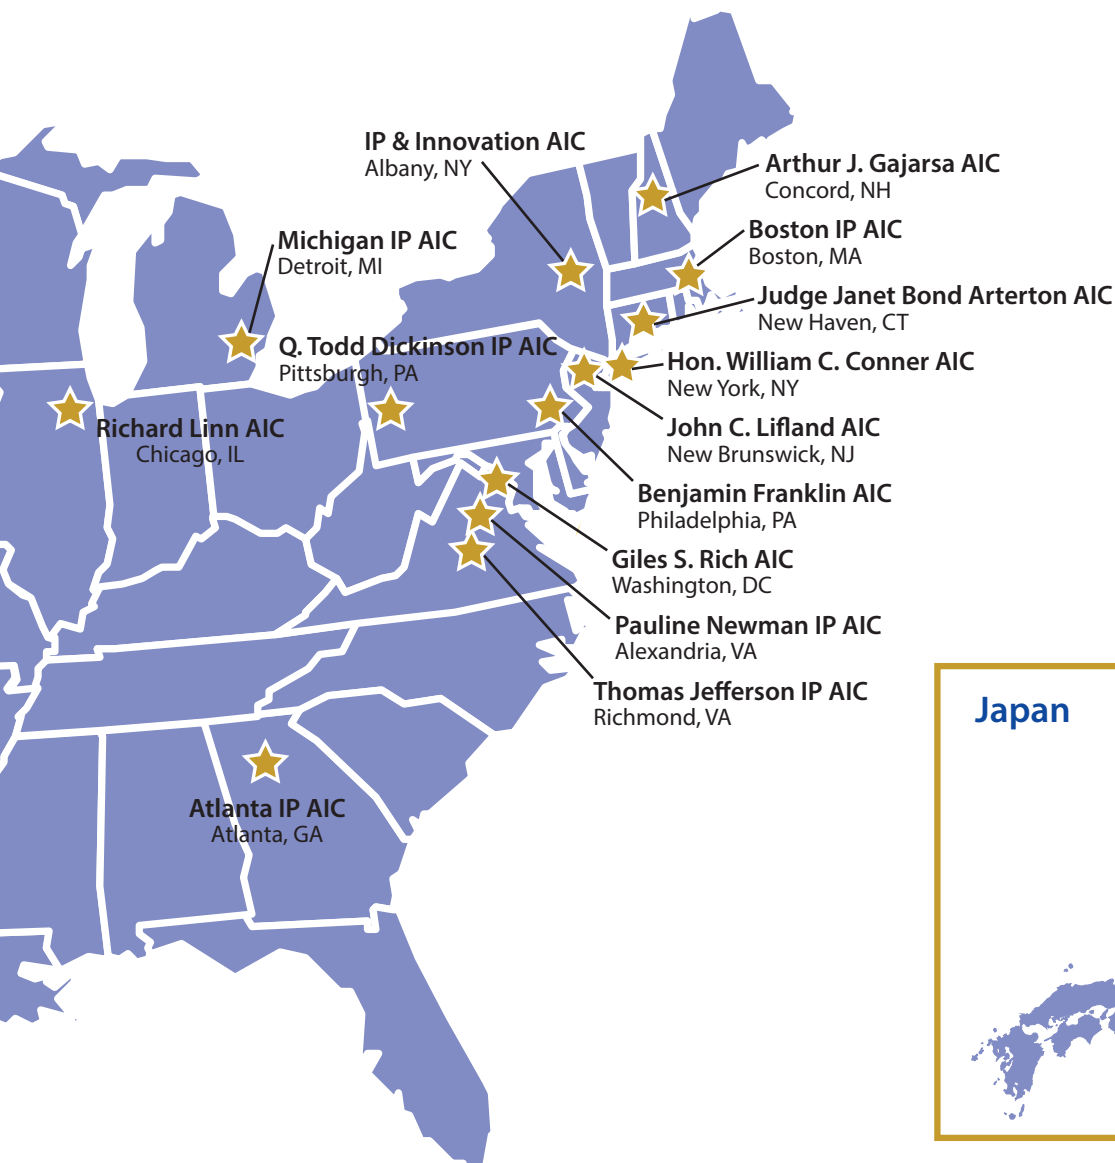 IP & Innovation AIC
Albany, NY
Arthur J. Gajarsa AIC
Concord, NH
Boston IP AIC
Boston, MA
Michigan IP AIC
Detroit, MI
Judge Janet Bond Arterton AIC
New Haven, CT
Q. Todd Dickinson IP AIC
Pittsburgh, PA
Hon. William C. Conner AIC
New York, NY
Richard Linn AIC
Chicago, IL
John C. Lifland AIC
New Brunswick, NJ
Benjamin Franklin AIC
Philadelphia, PA
Giles S. Rich AIC
Washington, DC
Pauline Newman IP AIC
Alexandria, VA
Thomas Jefferson IP AIC
Richmond, VA
Japan
Atlanta IP AIC
Atlanta, GA